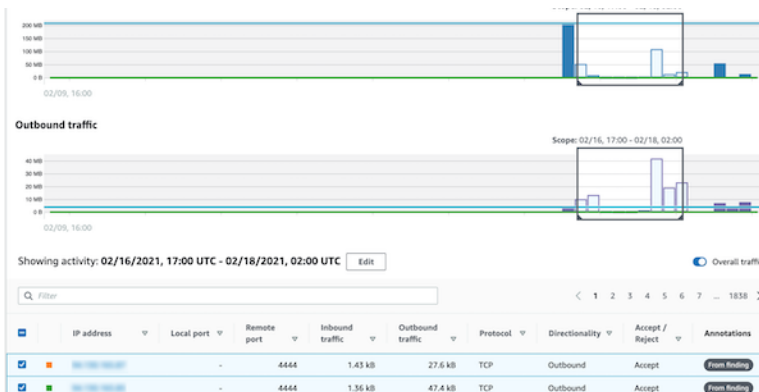 200 MB
150 MB
100 MB
50 MB
0 B
02/09, 16:00
Outbound traffic
Scope: 02/16, 17:00 - 02/18, 02:00
40 MB
30 MB
20 MB
10 MB
0 B
02/09, 16:00
Showing activity: 02/16/2021, 17:00 UTC - 02/18/2021, 02:00 UTC Edit
Overall traffi
Filter
1 2 3 4 5 6 7 ... 1838
IP address Local port Remote port Inbound traffic Outbound traffic Protocol Directionality Accept / Reject Annotations
- 4444 1.43 kB 27.6 kB TCP Outbound Accept From finding
- 4444 1.36 kB 47.4 kB TCP Outbound Accept From finding